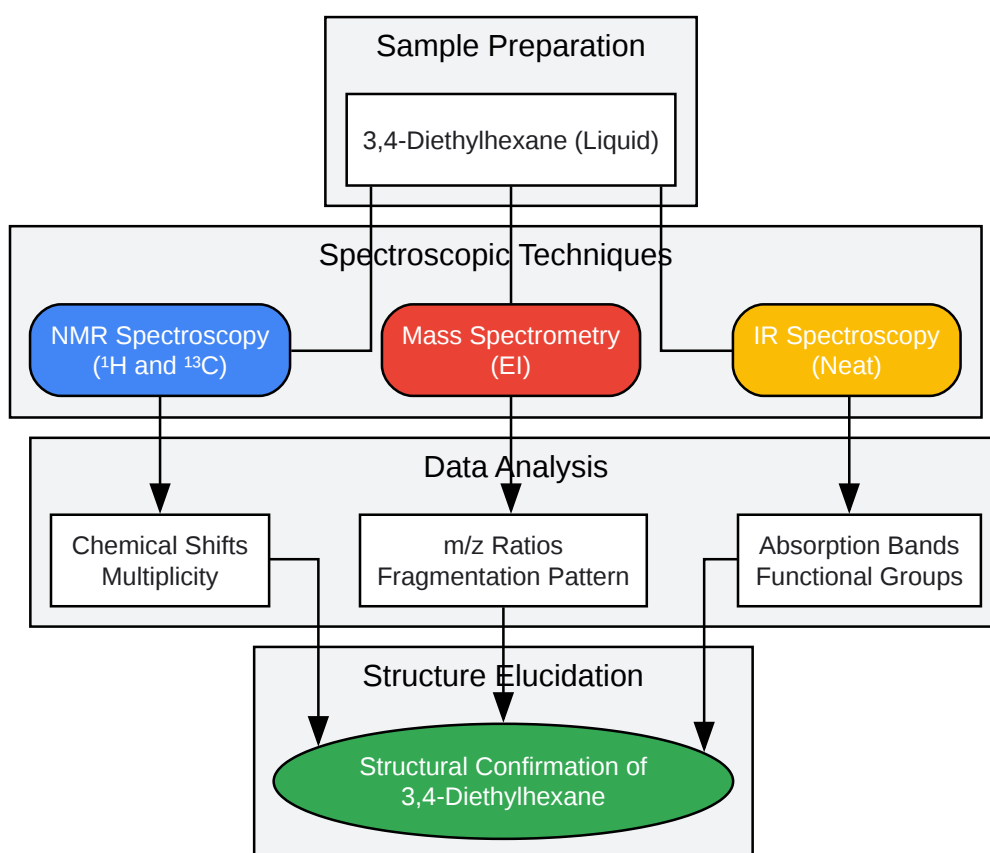 Sample Preparation
3,4-Diethylhexane (Liquid)
Spectroscopic Techniques
NMR Spectroscopy
(¹H and ¹³C)
Mass Spectrometry
(EI)
IR Spectroscopy
(Neat)
Data Analysis
Chemical Shifts
Multiplicity
m/z Ratios
Fragmentation Pattern
Absorption Bands
Functional Groups
Structure Elucidation
Structural Confirmation of
3,4-Diethylhexane